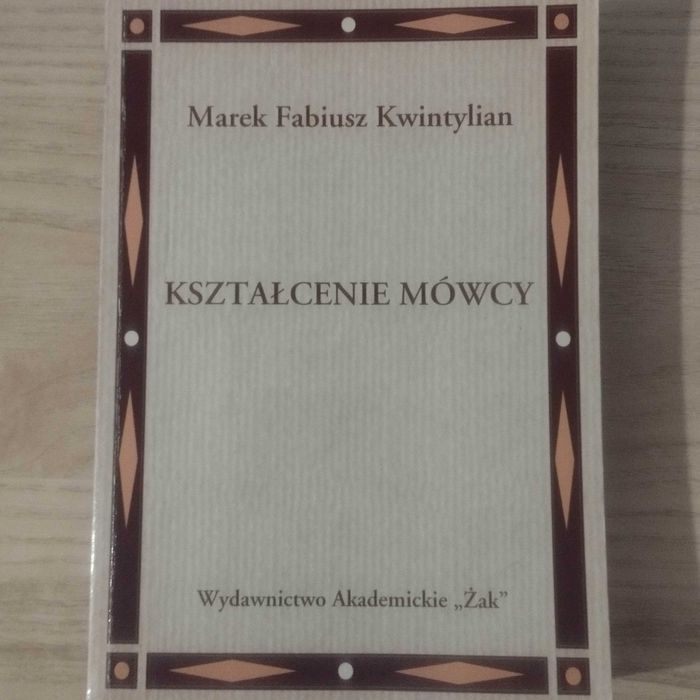 Marek Fabiusz Kwintylian
KSZTAŁCENIE MÓWCY
Wydawnictwo Akademickie „Żak”